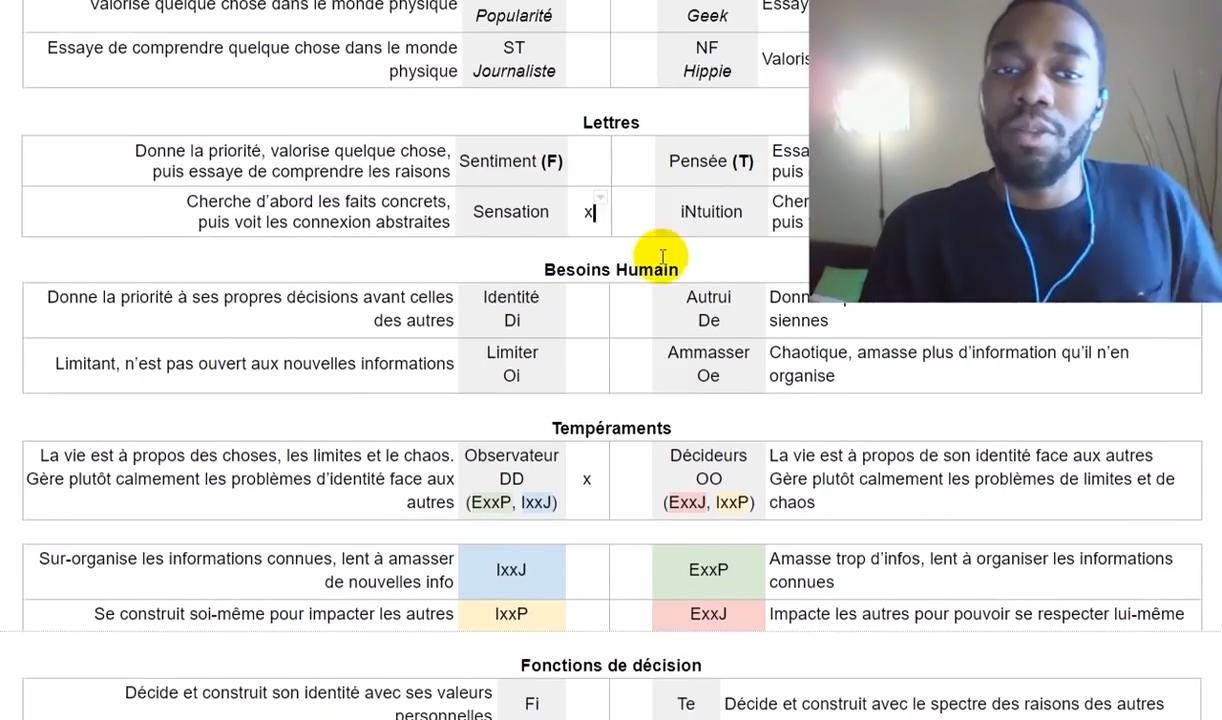 Valorise quelque chose dans le monde physique
Popularité
Geek
Essay
Essaye de comprendre quelque chose dans le monde
physique
ST
Journaliste
NF
Hippie
Valoris
Lettres
Donne la priorité, valorise quelque chose,
puis essaye de comprendre les raisons
Sentiment (F)
Pensée (T)
Essa
puis
Cherche d’abord les faits concrets,
puis voit les connexion abstraites
Sensation
x
iNtuition
Cher
puis
Besoins Humain
Donne la priorité à ses propres décisions avant celles
des autres
Identité
Di
Autrui
De
Donn
siennes
Limitant, n’est pas ouvert aux nouvelles informations
Limiter
Oi
Ammasser
Oe
Chaotique, amasse plus d’information qu’il n’en
organise
Tempéraments
La vie est à propos des choses, les limites et le chaos.
Gère plutôt calmement les problèmes d’identité face aux
autres
Observateur
DD
(ExxP, IxxJ)
x
Décideurs
OO
(ExxJ, IxxP)
La vie est à propos de son identité face aux autres
Gère plutôt calmement les problèmes de limites et de
chaos
Sur-organise les informations connues, lent à amasser
de nouvelles info
IxxJ
ExxP
Amasse trop d’infos, lent à organiser les informations
connues
Se construit soi-même pour impacter les autres
IxxP
ExxJ
Impacte les autres pour pouvoir se respecter lui-même
Fonctions de décision
Décide et construit son identité avec ses valeurs
personnelles
Fi
Te
Décide et construit avec le spectre des raisons des autres